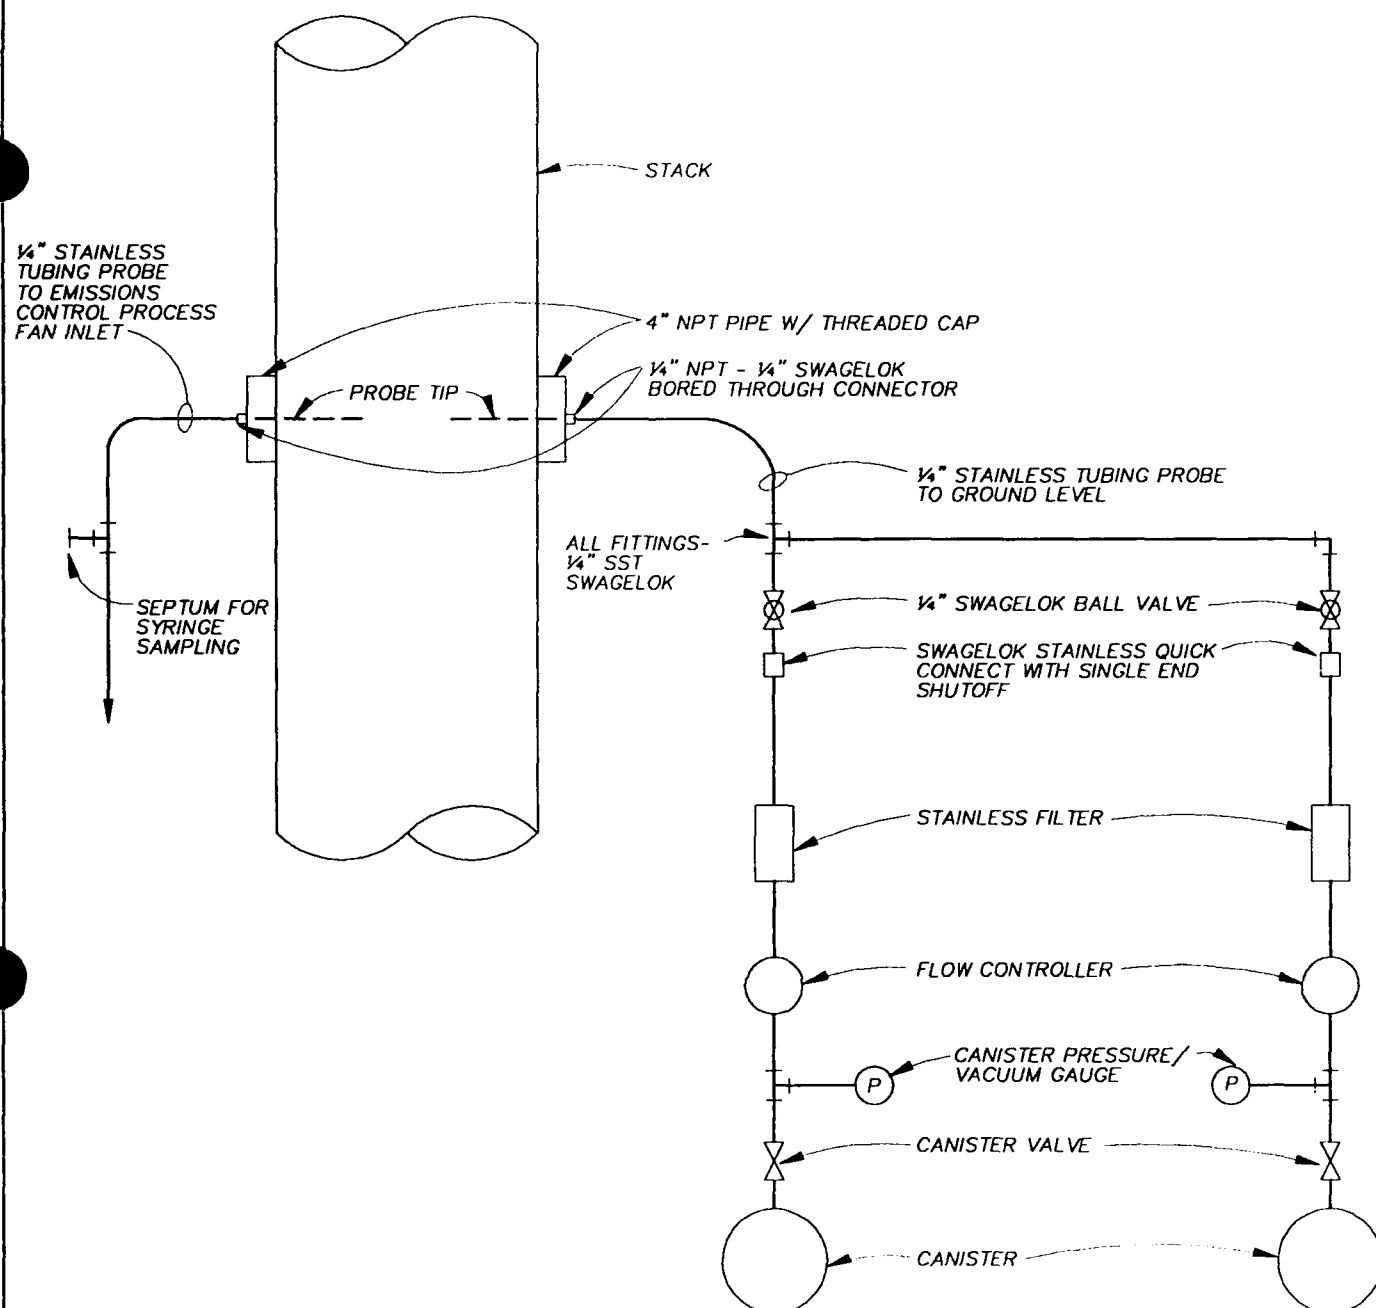 STACK
¼" STAINLESS
TUBING PROBE
TO EMISSIONS
CONTROL PROCESS
FAN INLET
4" NPT PIPE W/ THREADED CAP
¼" NPT - ¼" SWAGELOK
BORED THROUGH CONNECTOR
PROBE TIP
¼" STAINLESS TUBING PROBE
TO GROUND LEVEL
ALL FITTINGS-
¼" SST
SWAGELOK
SEPTUM FOR
SYRINGE
SAMPLING
¼" SWAGELOK BALL VALVE
SWAGELOK STAINLESS QUICK
CONNECT WITH SINGLE END
SHUTOFF
STAINLESS FILTER
FLOW CONTROLLER
CANISTER PRESSURE/
VACUUM GAUGE
P
P
CANISTER VALVE
CANISTER